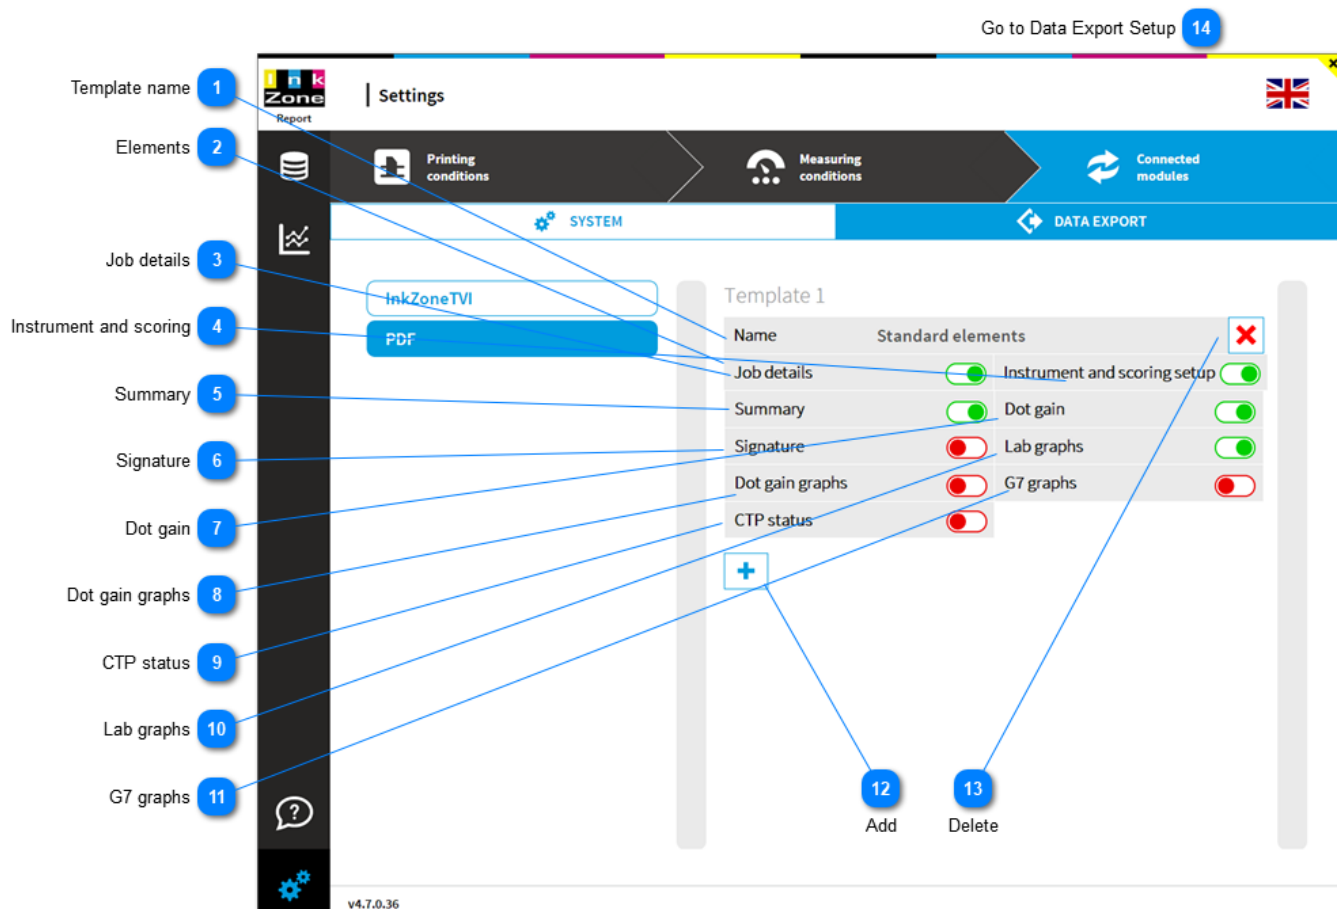 Go to Data Export Setup 14
Template name 1
Elements 2
Job details 3
Instrument and scoring 4
Summary 5
Signature 6
Dot gain 7
Dot gain graphs 8
CTP status 9
Lab graphs 10
G7 graphs 11
Ink
Zone
Report
Settings
Printing
conditions
Measuring
conditions
Connected
modules
SYSTEM
DATA EXPORT
InkZoneTVI
PDF
Template 1
Name Standard elements
Job details Instrument and scoring setup
Summary Dot gain
Signature Lab graphs
Dot gain graphs G7 graphs
CTP status
12 13
Add Delete
v4.7.0.36